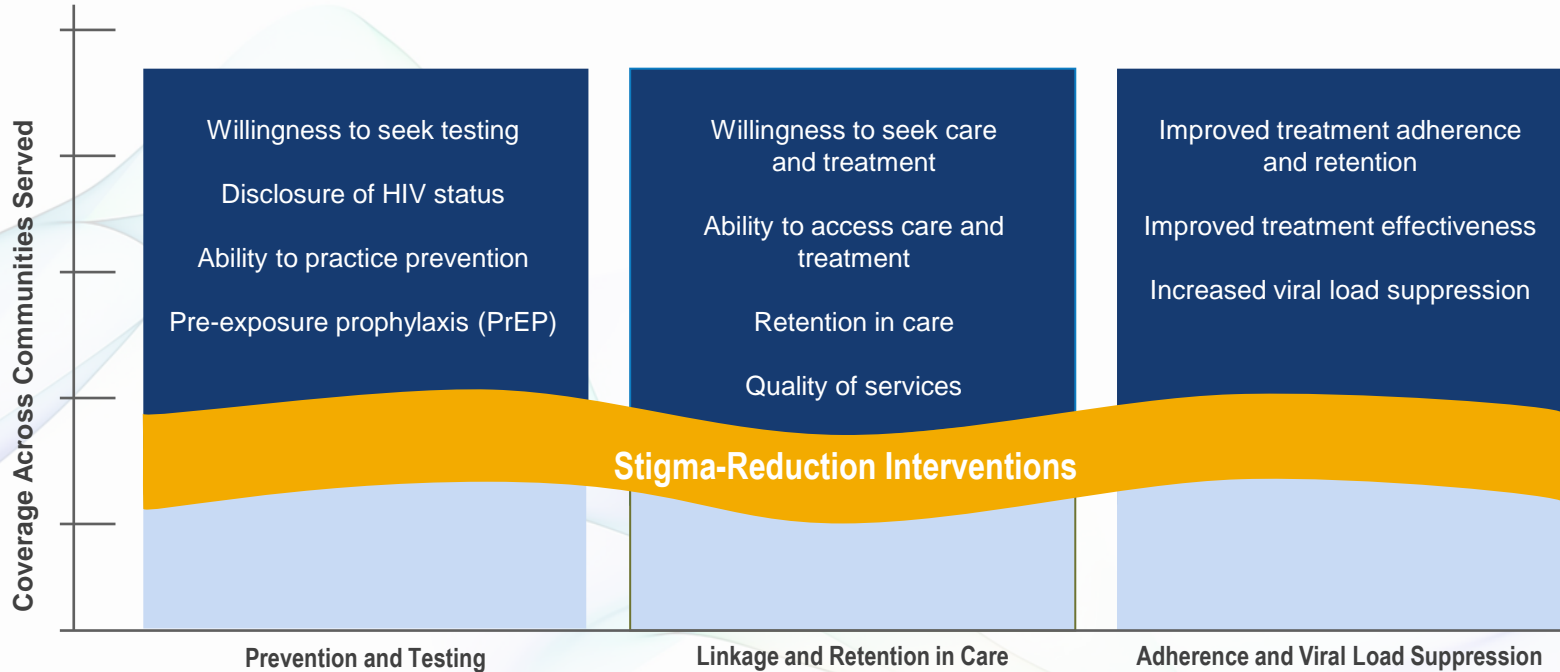 Coverage Across Communities Served
Willingness to seek testing
Disclosure of HIV status
Ability to practice prevention
Pre-exposure prophylaxis (PrEP)
Willingness to seek care
and treatment
Ability to access care and
treatment
Retention in care
Quality of services
Improved treatment adherence
and retention
Improved treatment effectiveness
Increased viral load suppression
Stigma-Reduction Interventions
Prevention and Testing
Linkage and Retention in Care
Adherence and Viral Load Suppression